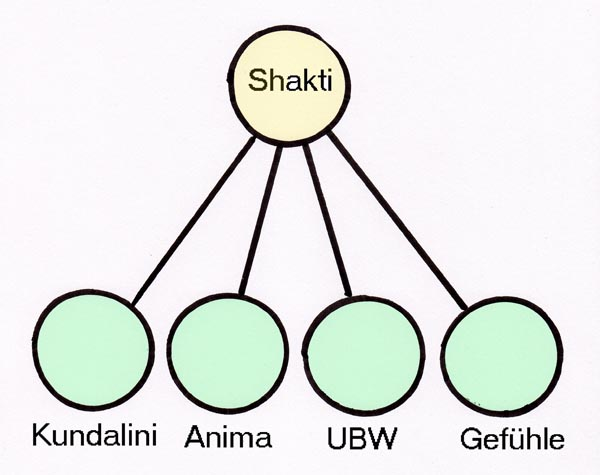 Shakti
Kundalini
Anima
UBW
Gefühle